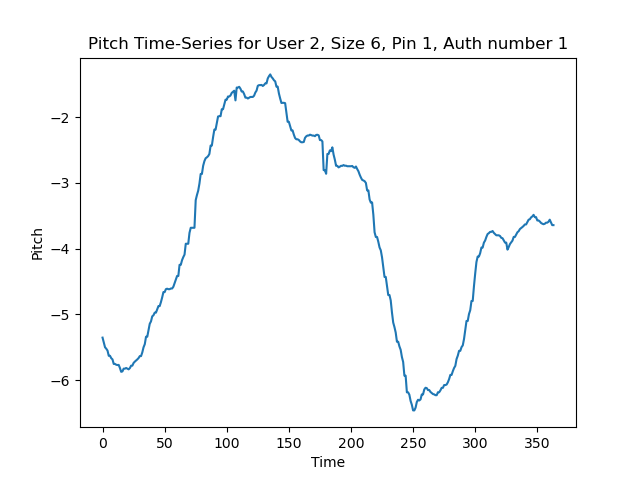 Pitch Time-Series for User 2, Size 6, Pin 1, Auth number 1
Pitch
−2
−3
−4
−5
−6
0 50 100 150 200 250 300 350
Time